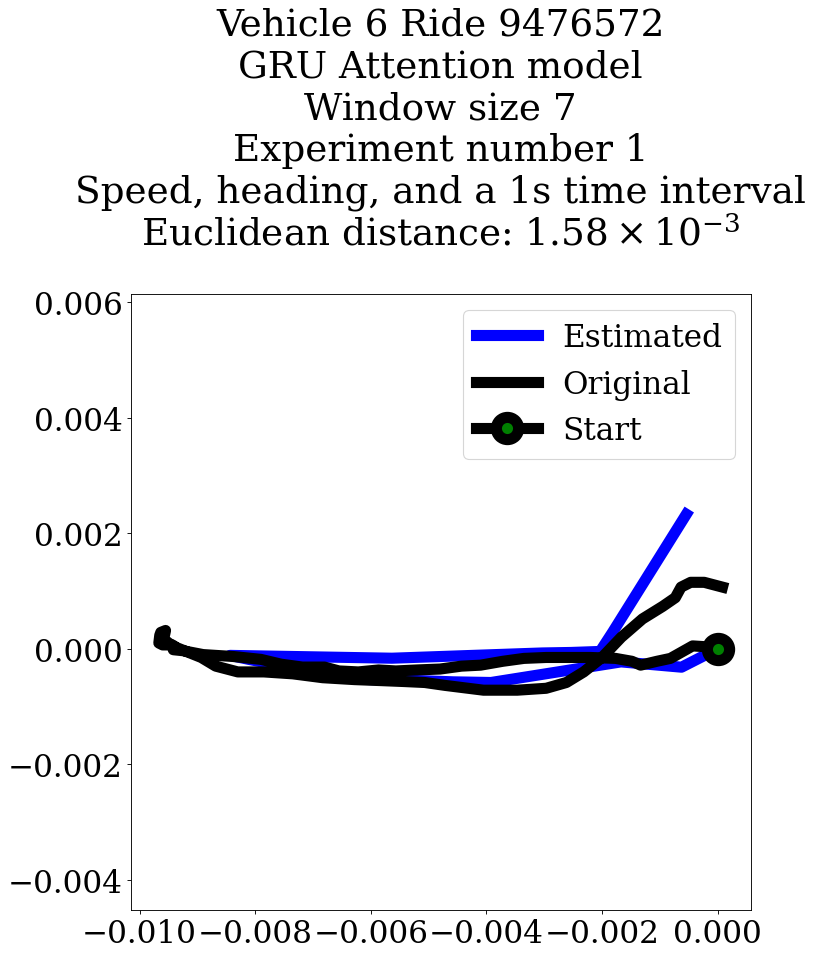 Vehicle 6 Ride 9476572
GRU Attention model
Window size 7
Experiment number 1
Speed, heading, and a 1s time interval
Euclidean distance: 1.58 × 10⁻³
0.006
Estimated
Original
Start
0.004
0.002
0.000
−0.002
−0.004
−0.010 −0.008 −0.006 −0.004 −0.002 0.000